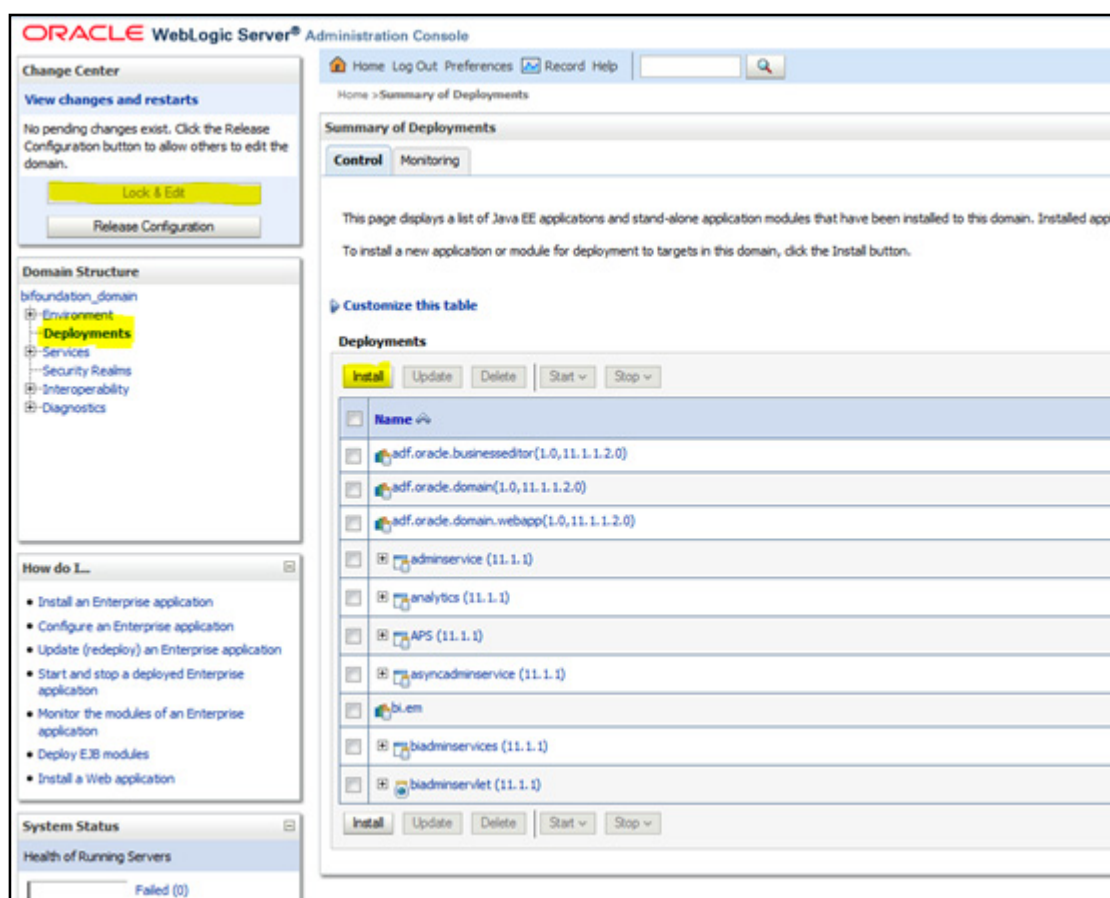 ORACLE WebLogic Server® Administration Console
Change Center
View changes and restarts
No pending changes exist. Click the Release
Configuration button to allow others to edit the
domain.
Lock & Edit
Release Configuration
Domain Structure
bifoundation_domain
Environment
Deployments
Services
Security Realms
Interoperability
Diagnostics
How do I...
Install an Enterprise application
Configure an Enterprise application
Update (redeploy) an Enterprise application
Start and stop a deployed Enterprise
application
Monitor the modules of an Enterprise
application
Deploy EJB modules
Install a Web application
System Status
Health of Running Servers
Failed (0)
Home Log Out Preferences Record Help
Home >Summary of Deployments
Summary of Deployments
Control Monitoring
This page displays a list of Java EE applications and stand-alone application modules that have been installed to this domain. Installed app
To install a new application or module for deployment to targets in this domain, click the Install button.
Customize this table
Deployments
Install Update Delete Start Stop
Name
adf.oracle.businesseditor(1.0,11.1.1.2.0)
adf.oracle.domain(1.0,11.1.1.2.0)
adf.oracle.domain.webapp(1.0,11.1.1.2.0)
adminservice (11.1.1)
analytics (11.1.1)
APS (11.1.1)
asyncadminservice (11.1.1)
bi.em
biadminservices (11.1.1)
biadminservlet (11.1.1)
Install Update Delete Start Stop